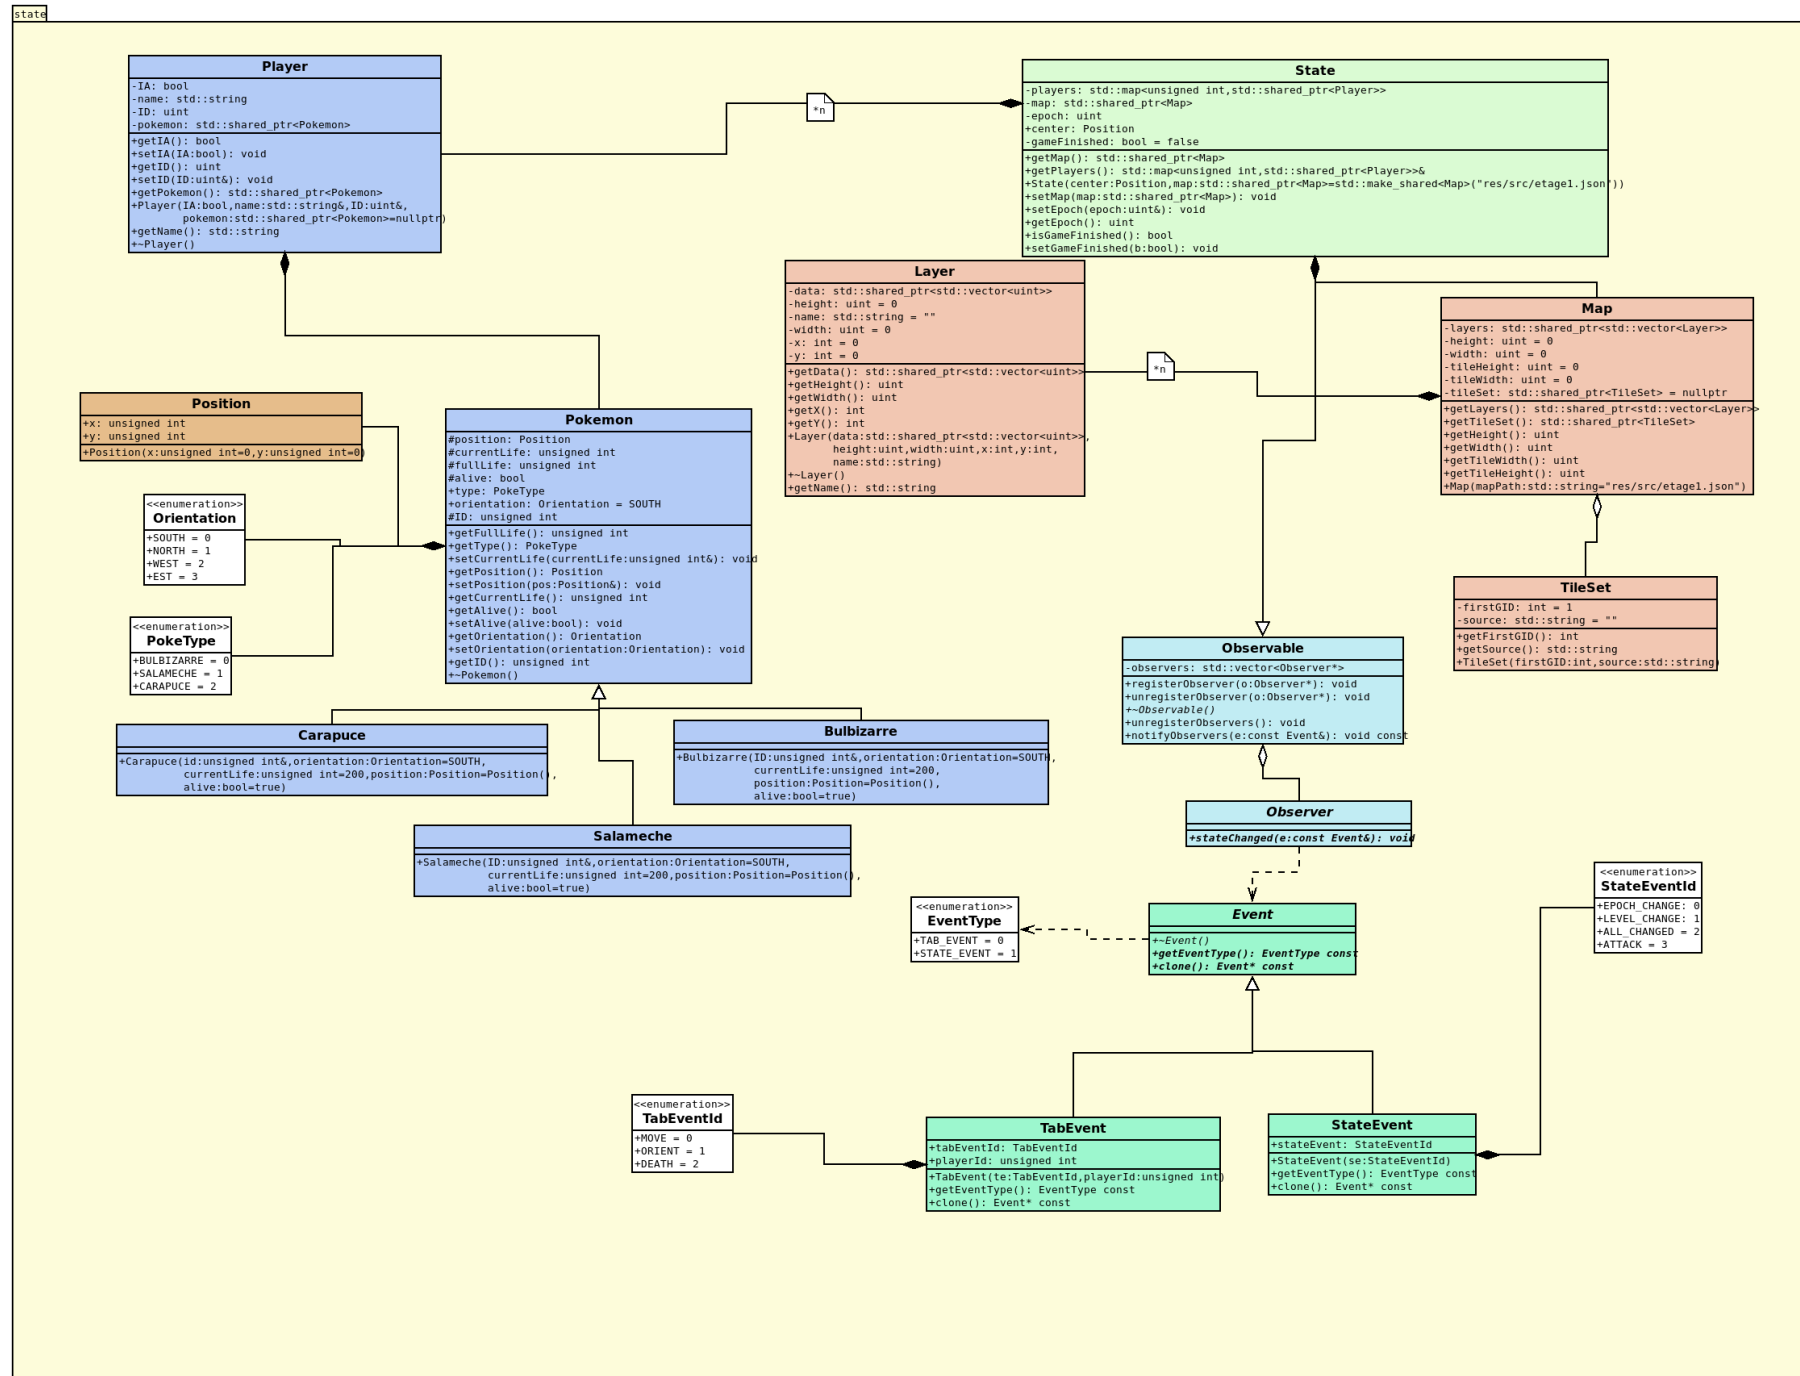 state
Player
-IA: bool
-name: std::string
-ID: uint
-pokemon: std::shared_ptr<Pokemon>
+getIA(): bool
+setIA(IA:bool): void
+getID(): uint
+setID(ID:uint&): void
+getPokemon(): std::shared_ptr<Pokemon>
+Player(IA:bool,name:std::string&,ID:uint&,
pokemon:std::shared_ptr<Pokemon>=nullptr)
+getName(): std::string
+~Player()
*n
State
-players: std::map<unsigned int,std::shared_ptr<Player>>
-map: std::shared_ptr<Map>
-epoch: uint
+center: Position
-gameFinished: bool = false
+getMap(): std::shared_ptr<Map>
+getPlayers(): std::map<unsigned int,std::shared_ptr<Player>>&
+State(center:Position,map:std::shared_ptr<Map>=std::make_shared<Map>("res/src/etage1.json"))
+setMap(map:std::shared_ptr<Map>): void
+setEpoch(epoch:uint&): void
+getEpoch(): uint
+isGameFinished(): bool
+setGameFinished(b:bool): void
Layer
-data: std::shared_ptr<std::vector<uint>>
-height: uint = 0
-name: std::string = ""
-width: uint = 0
-x: int = 0
-y: int = 0
+getData(): std::shared_ptr<std::vector<uint>>
+getHeight(): uint
+getWidth(): uint
+getX(): int
+getY(): int
+Layer(data:std::shared_ptr<std::vector<uint>>,
height:uint,width:uint,x:int,y:int,
name:std::string)
+~Layer()
+getName(): std::string
*n
Map
-layers: std::shared_ptr<std::vector<Layer>>
-height: uint = 0
-width: uint = 0
-tileHeight: uint = 0
-tileWidth: uint = 0
-tileSet: std::shared_ptr<TileSet> = nullptr
+getLayers(): std::shared_ptr<std::vector<Layer>>
+getTileSet(): std::shared_ptr<TileSet>
+getHeight(): uint
+getWidth(): uint
+getTileWidth(): uint
+getTileHeight(): uint
+Map(mapPath:std::string="res/src/etage1.json")
Position
+x: unsigned int
+y: unsigned int
+Position(x:unsigned int=0,y:unsigned int=0)
Pokemon
#position: Position
#currentLife: unsigned int
#fullLife: unsigned int
#alive: bool
+type: PokeType
+orientation: Orientation = SOUTH
#ID: unsigned int
+getFullLife(): unsigned int
+getType(): PokeType
+setCurrentLife(currentLife:unsigned int&): void
+getPosition(): Position
+setPosition(pos:Position&): void
+getCurrentLife(): unsigned int
+getAlive(): bool
+setAlive(alive:bool): void
+getOrientation(): Orientation
+setOrientation(orientation:Orientation): void
+getID(): unsigned int
+~Pokemon()
<<enumeration>>
Orientation
+SOUTH = 0
+NORTH = 1
+WEST = 2
+EST = 3
<<enumeration>>
PokeType
+BULBIZARRE = 0
+SALAMECHE = 1
+CARAPUCE = 2
TileSet
-firstGID: int = 1
-source: std::string = ""
+getFirstGID(): int
+getSource(): std::string
+TileSet(firstGID:int,source:std::string)
Observable
-observers: std::vector<Observer*>
+registerObserver(o:Observer*): void
+unregisterObserver(o:Observer*): void
+~Observable()
+unregisterObservers(): void
+notifyObservers(e:const Event&): void const
Carapuce
+Carapuce(id:unsigned int&,orientation:Orientation=SOUTH,
currentLife:unsigned int=200,position:Position=Position(),
alive:bool=true)
Bulbizarre
+Bulbizarre(ID:unsigned int&,orientation:Orientation=SOUTH,
currentLife:unsigned int=200,
position:Position=Position(),
alive:bool=true)
Salameche
+Salameche(ID:unsigned int&,orientation:Orientation=SOUTH,
currentLife:unsigned int=200,position:Position=Position(),
alive:bool=true)
Observer
+stateChanged(e:const Event&): void
<<enumeration>>
EventType
+TAB_EVENT = 0
+STATE_EVENT = 1
Event
+~Event()
+getEventType(): EventType const
+clone(): Event* const
<<enumeration>>
StateEventId
+EPOCH_CHANGE: 0
+LEVEL_CHANGE: 1
+ALL_CHANGED = 2
+ATTACK = 3
<<enumeration>>
TabEventId
+MOVE = 0
+ORIENT = 1
+DEATH = 2
TabEvent
+tabEventId: TabEventId
+playerId: unsigned int
+TabEvent(te:TabEventId,playerId:unsigned int)
+getEventType(): EventType const
+clone(): Event* const
StateEvent
+stateEvent: StateEventId
+StateEvent(se:StateEventId)
+getEventType(): EventType const
+clone(): Event* const